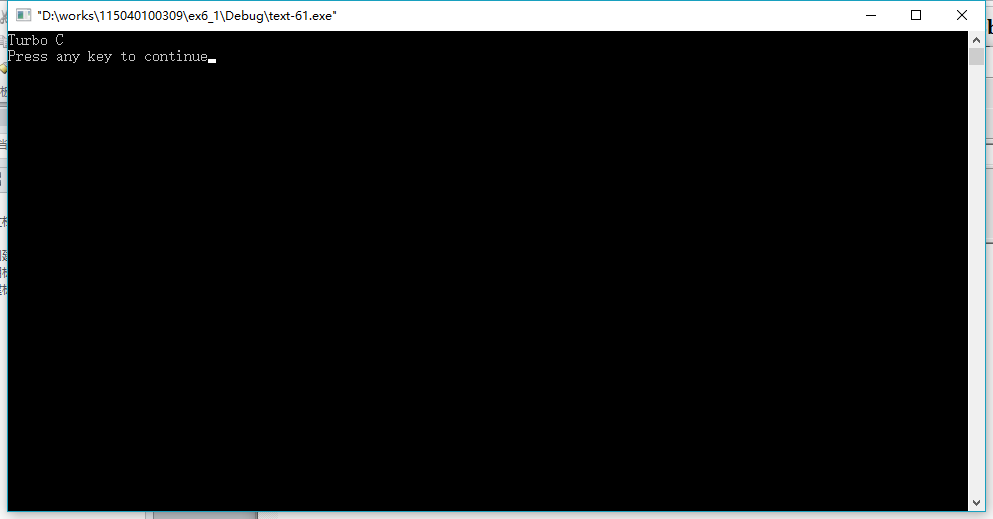 "D:\works\115040100309\ex6_1\Debug\text-61.exe"
Turbo C
Press any key to continue